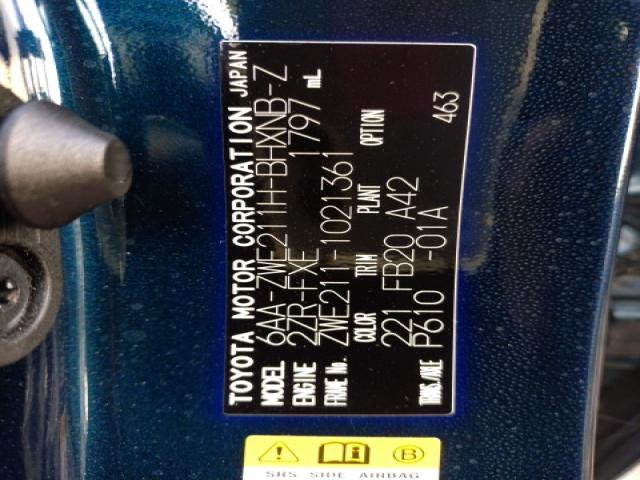 TOYOTA MOTOR CORPORATION JAPAN
MODEL 6AA-ZWE211H-BHXNB-Z
ENGINE 2ZR-FXE 1797 mL
FRAME No. ZWE211-1021361
COLOR TRIM PLANT OPTION
221 FB20 A42
TRANS/AXLE P610 -01A 463
B
SRS SIDE AIRBAG